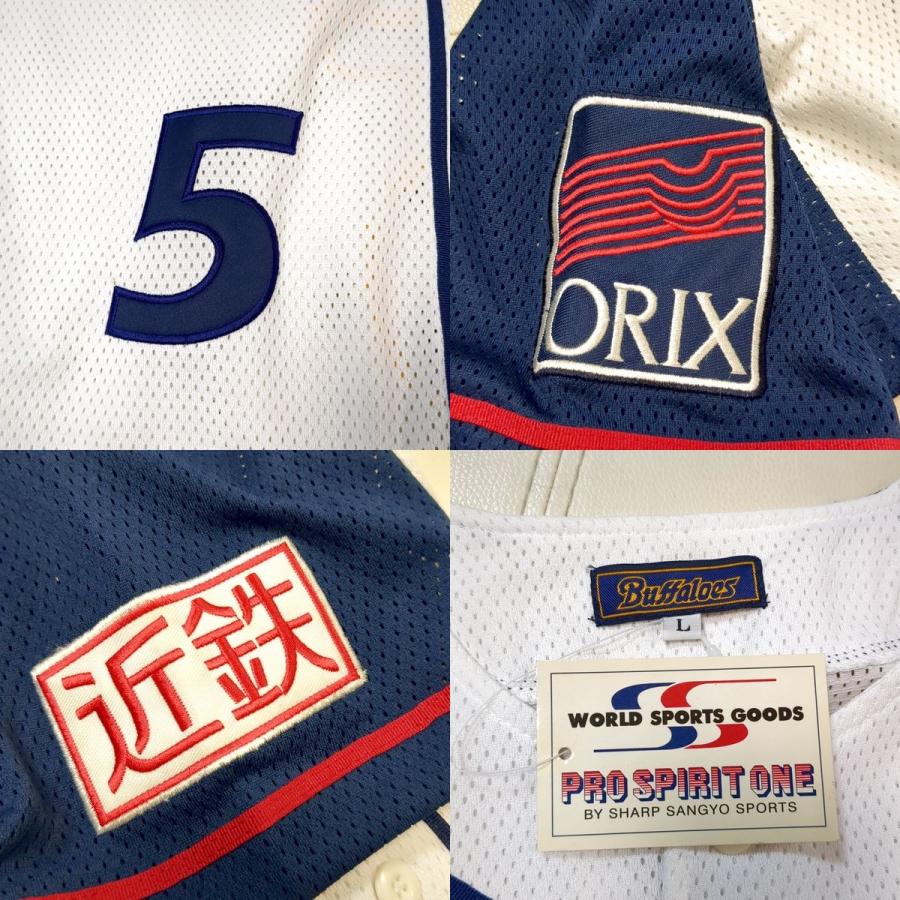 5
ORIX
近鉄
Buffaloes
L
WORLD SPORTS GOODS
PRO SPIRIT ONE
BY SHARP SANGYO SPORTS